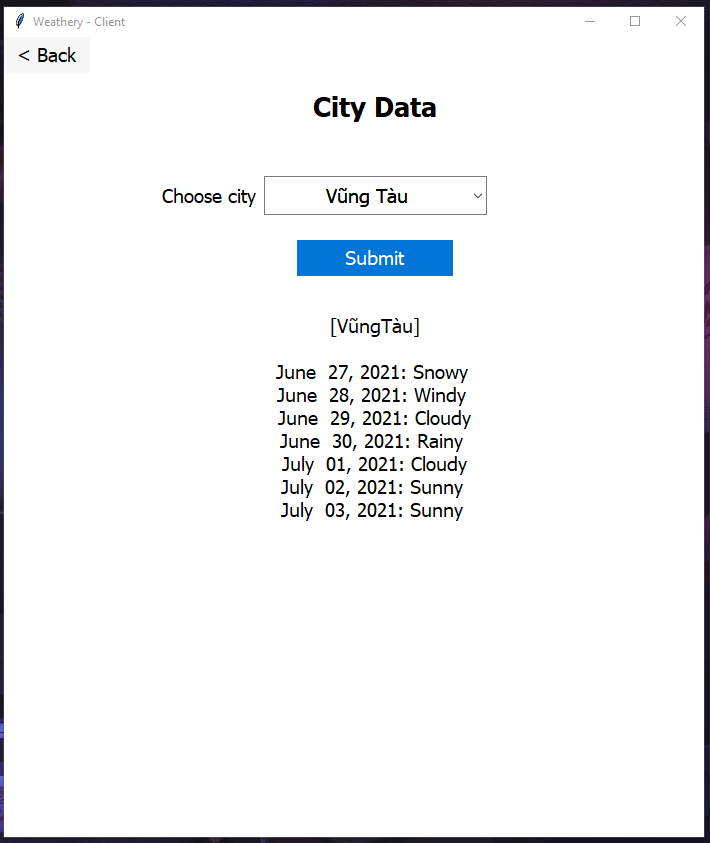 Weathery - Client
< Back
City Data
Choose city Vũng Tàu
Submit
[VũngTàu]
June  27, 2021: Snowy
June  28, 2021: Windy
June  29, 2021: Cloudy
June  30, 2021: Rainy
July  01, 2021: Cloudy
July  02, 2021: Sunny
July  03, 2021: Sunny